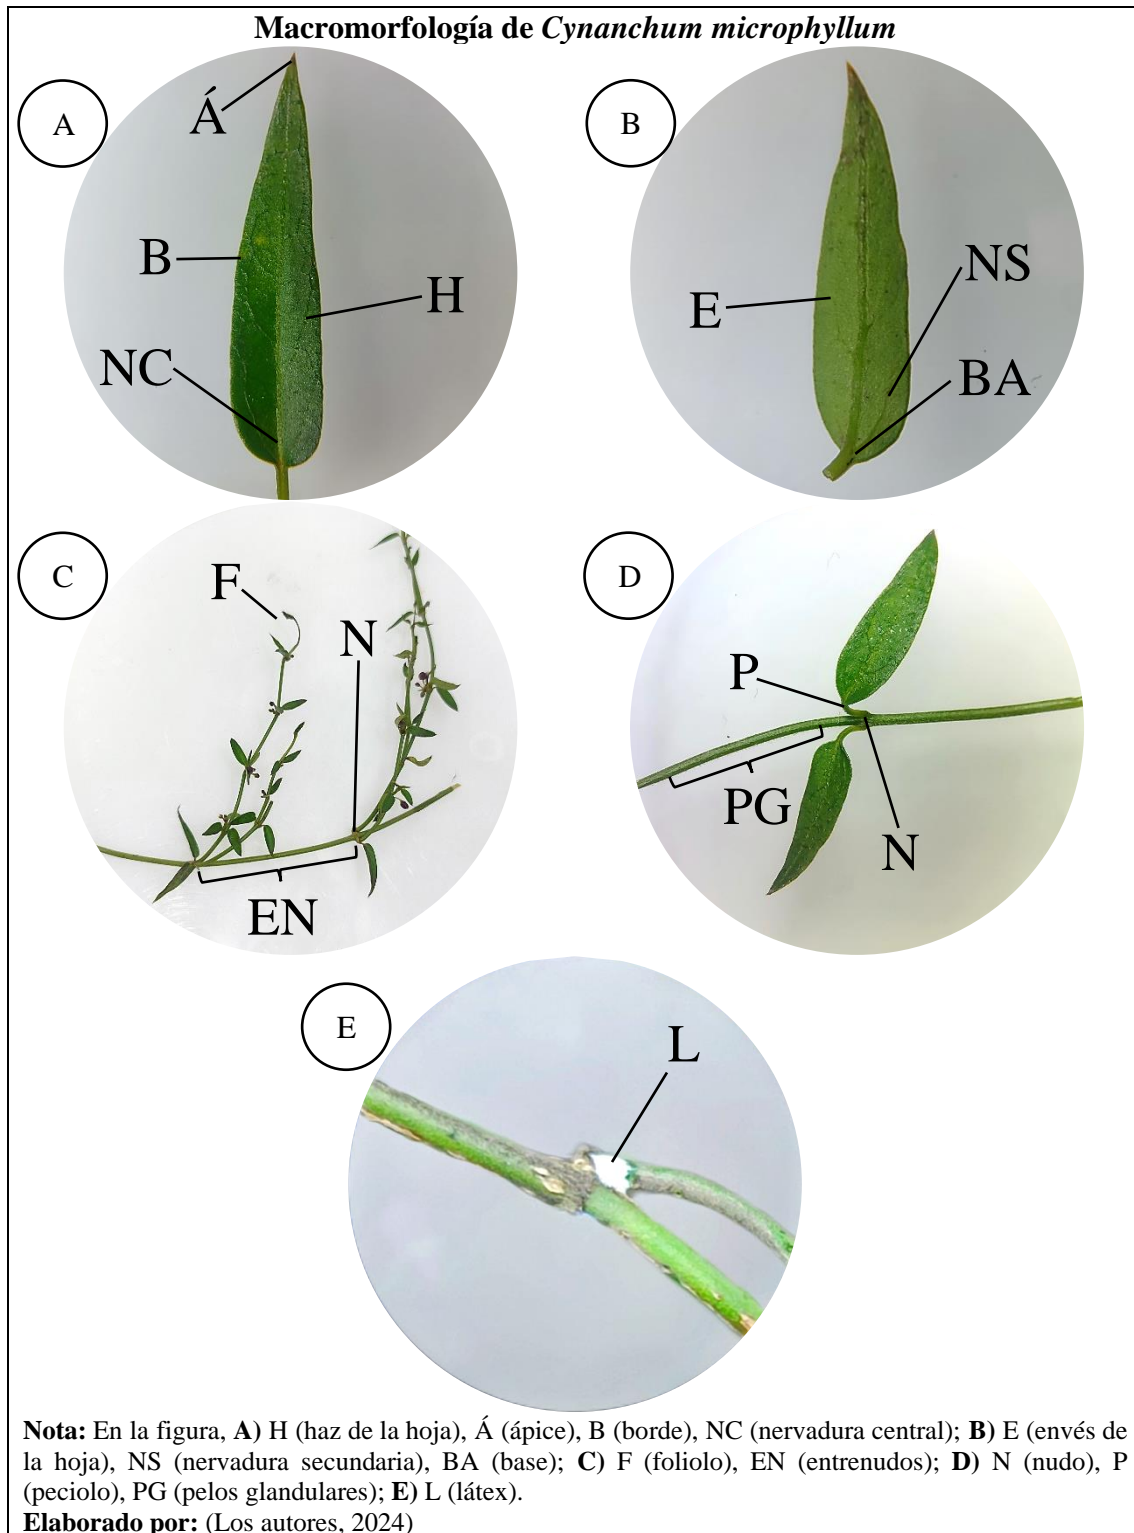 Macromorfología de Cynanchum microphyllum
A
Á
B
H
NC
B
E
NS
BA
C
F
N
EN
D
P
PG
N
E
L
Nota: En la figura, A) H (haz de la hoja), Á (ápice), B (borde), NC (nervadura central); B) E (envés de
la hoja), NS (nervadura secundaria), BA (base); C) F (foliolo), EN (entrenudos); D) N (nudo), P
(peciolo), PG (pelos glandulares); E) L (látex).
Elaborado por: (Los autores, 2024)